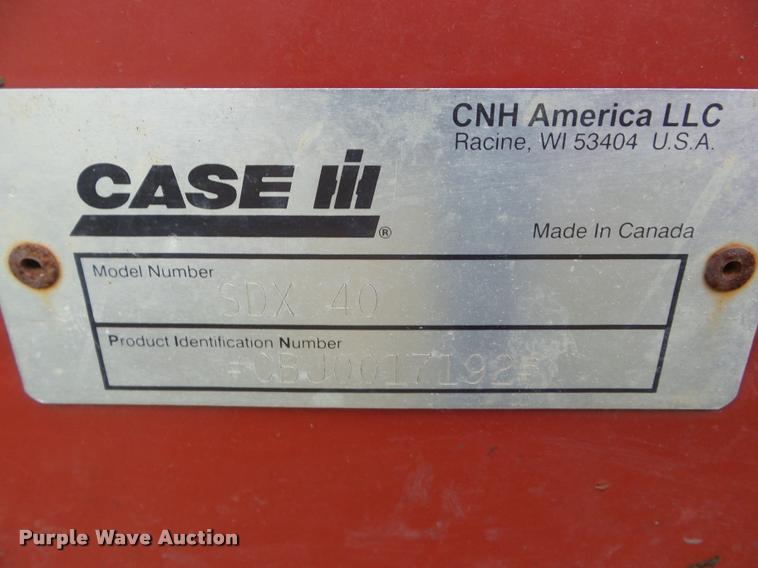 CNH America LLC
Racine, WI 53404 U.S.A.
CASE IH
®
Made In Canada
Model Number
SDX 40
Product Identification Number
*CBJ0017192*
Purple Wave Auction